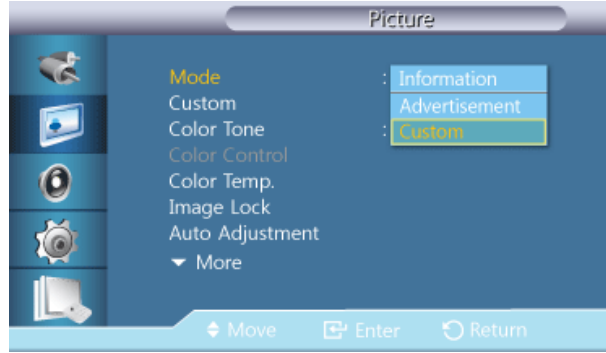 Picture
Mode : Information
Custom Advertisement
Color Tone : Custom
Color Control
Color Temp.
Image Lock
Auto Adjustment
More
Move Enter Return